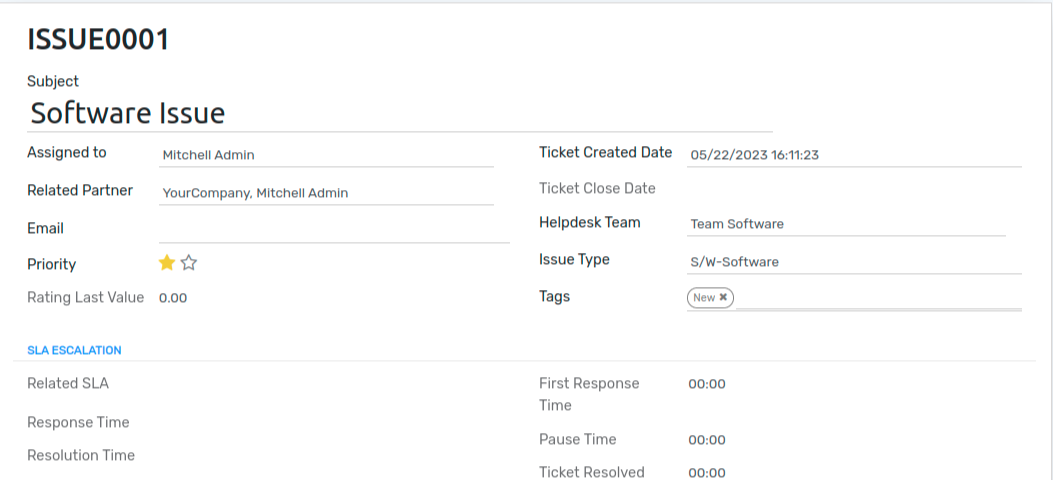 ISSUE0001
Subject
Software Issue
Assigned to Mitchell Admin
Related Partner YourCompany, Mitchell Admin
Email
Priority
Rating Last Value 0.00
Ticket Created Date 05/22/2023 16:11:23
Ticket Close Date
Helpdesk Team Team Software
Issue Type S/W-Software
Tags New ✖
SLA ESCALATION
Related SLA
Response Time
Resolution Time
First Response 00:00
Time
Pause Time 00:00
Ticket Resolved 00:00